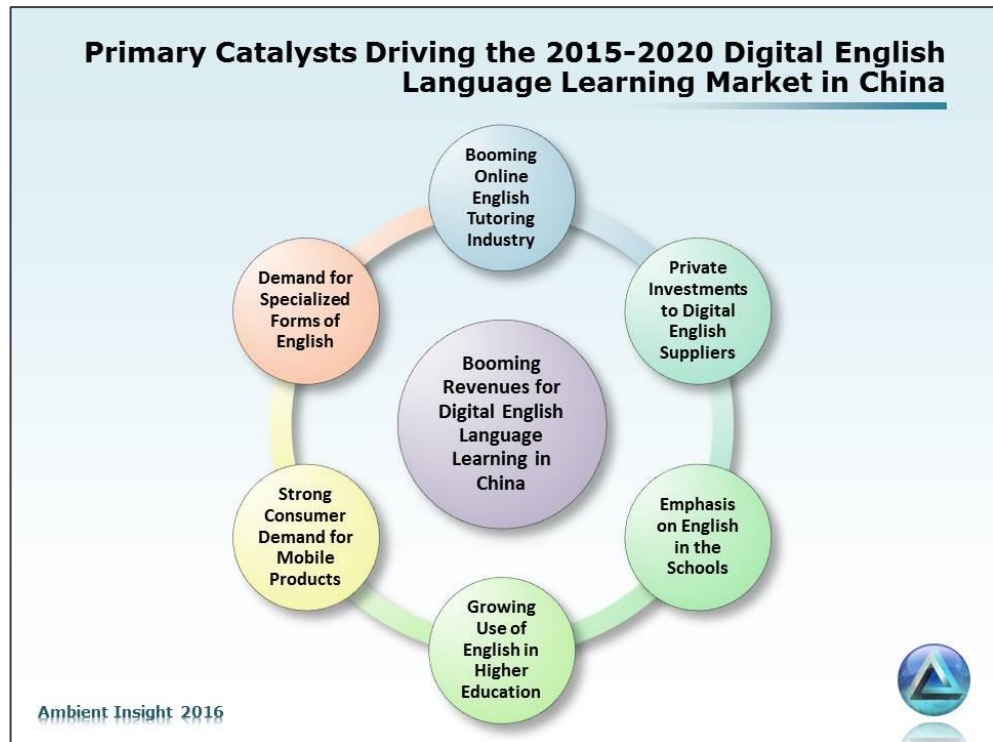 Primary Catalysts Driving the 2015-2020 Digital English
Language Learning Market in China
Booming
Online
English
Tutoring
Industry
Private
Investments
to Digital
English
Suppliers
Emphasis
on English
in the
Schools
Growing
Use of
English in
Higher
Education
Strong
Consumer
Demand for
Mobile
Products
Demand for
Specialized
Forms of
English
Booming
Revenues for
Digital English
Language
Learning in
China
Ambient Insight 2016